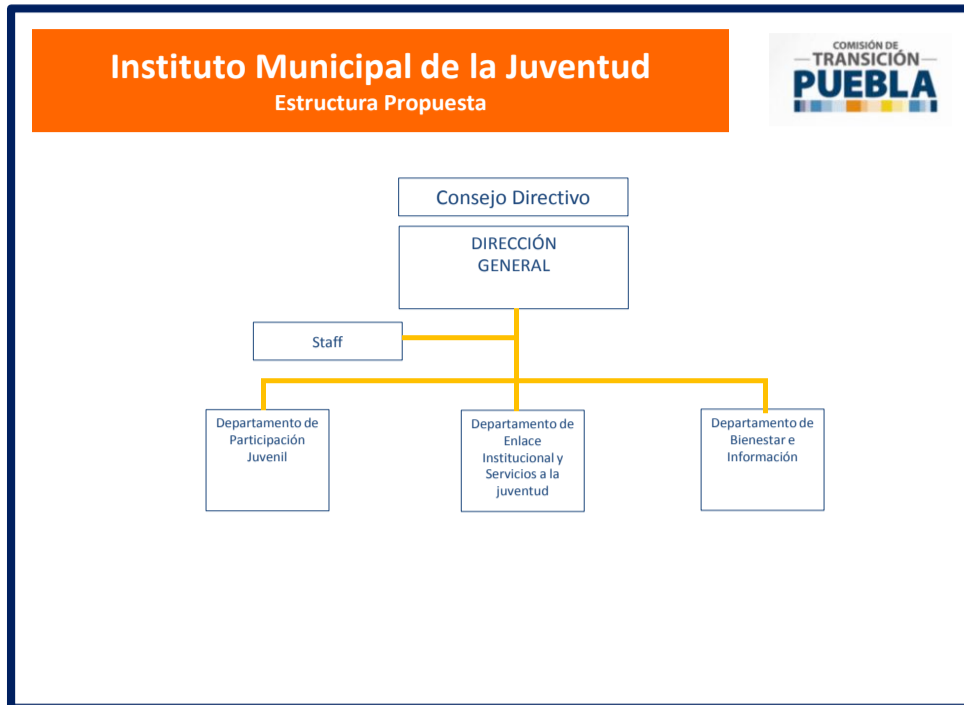 Instituto Municipal de la Juventud
Estructura Propuesta
COMISIÓN DE
TRANSICIÓN
PUEBLA
Consejo Directivo
DIRECCIÓN
GENERAL
Staff
Departamento de
Participación
Juvenil
Departamento de
Enlace
Institucional y
Servicios a la
juventud
Departamento de
Bienestar e
Información